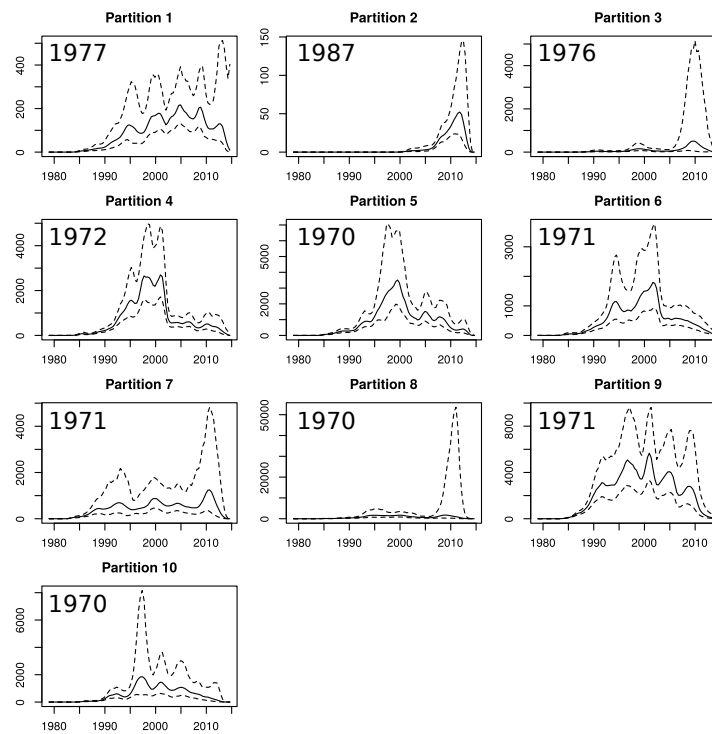 Partition 1
1977
0 200 400
1980 1990 2000 2010
Partition 2
1987
0 50 100 150
1980 1990 2000 2010
Partition 3
1976
0 2000 4000
1980 1990 2000 2010
Partition 4
1972
0 2000 4000
1980 1990 2000 2010
Partition 5
1970
0 2000 6000
1980 1990 2000 2010
Partition 6
1971
0 1000 3000
1980 1990 2000 2010
Partition 7
1971
0 2000 4000
1980 1990 2000 2010
Partition 8
1970
0 20000 50000
1980 1990 2000 2010
Partition 9
1971
0 4000 8000
1980 1990 2000 2010
Partition 10
1970
0 2000 6000
1980 1990 2000 2010